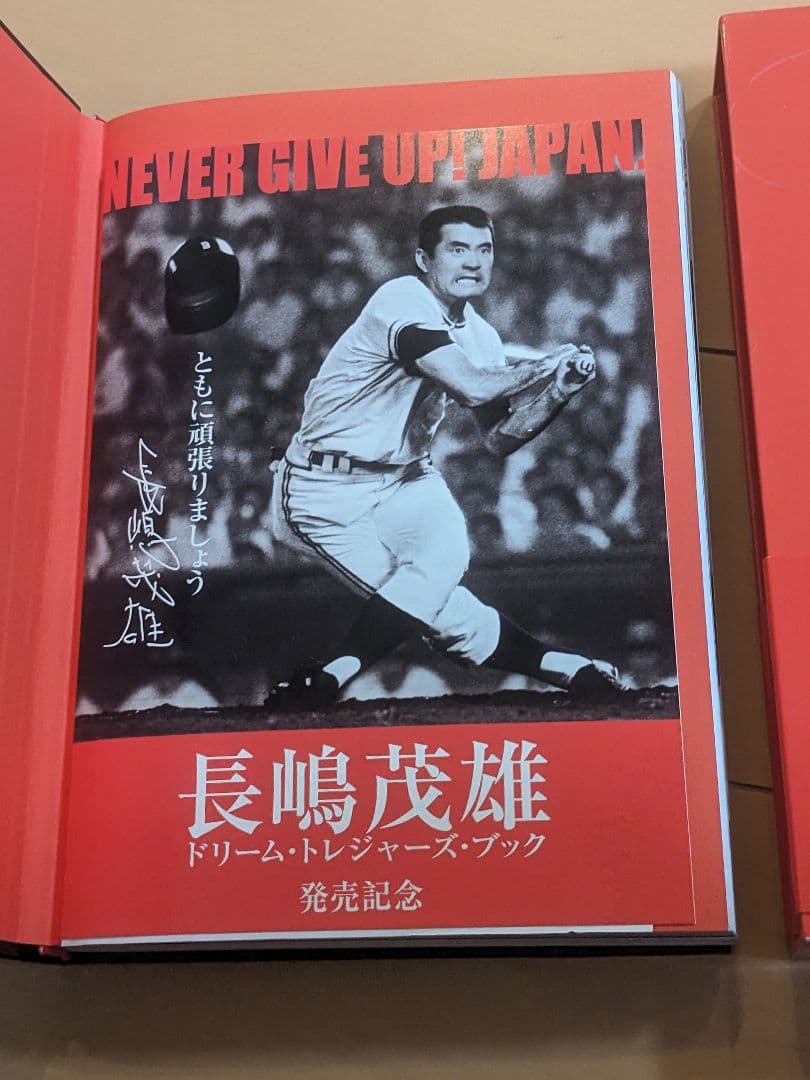 NEVER GIVE UP! JAPAN.
ともに頑張りましょう
長嶋茂雄
長嶋茂雄
ドリーム・トレジャーズ・ブック
発売記念